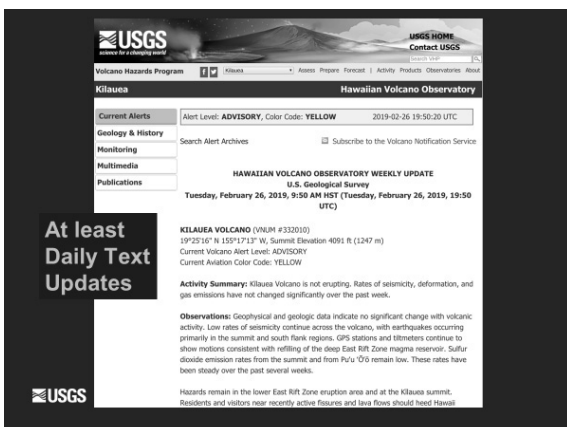 USGS
science for a changing world
USGS HOME
Contact USGS
Search VHP
Volcano Hazards Program Kilauea Assess Prepare Forecast | Activity Products Observatories About
Kilauea Hawaiian Volcano Observatory
Current Alerts
Geology & History
Monitoring
Multimedia
Publications
Alert Level: ADVISORY, Color Code: YELLOW 2019-02-26 19:50:20 UTC
Search Alert Archives Subscribe to the Volcano Notification Service
HAWAIIAN VOLCANO OBSERVATORY WEEKLY UPDATE
U.S. Geological Survey
Tuesday, February 26, 2019, 9:50 AM HST (Tuesday, February 26, 2019, 19:50
UTC)
KILAUEA VOLCANO (VNUM #332010)
19°25'16" N 155°17'13" W, Summit Elevation 4091 ft (1247 m)
Current Volcano Alert Level: ADVISORY
Current Aviation Color Code: YELLOW
Activity Summary: Kīlauea Volcano is not erupting. Rates of seismicity, deformation, and
gas emissions have not changed significantly over the past week.
Observations: Geophysical and geologic data indicate no significant change with volcanic
activity. Low rates of seismicity continue across the volcano, with earthquakes occurring
primarily in the summit and south flank regions. GPS stations and tiltmeters continue to
show motions consistent with refilling of the deep East Rift Zone magma reservoir. Sulfur
dioxide emission rates from the summit and from Pu'u 'Ō'ō remain low. These rates have
been steady over the past several weeks.
Hazards remain in the lower East Rift Zone eruption area and at the Kīlauea summit.
Residents and visitors near recently active fissures and lava flows should heed Hawaii
At least
Daily Text
Updates
USGS